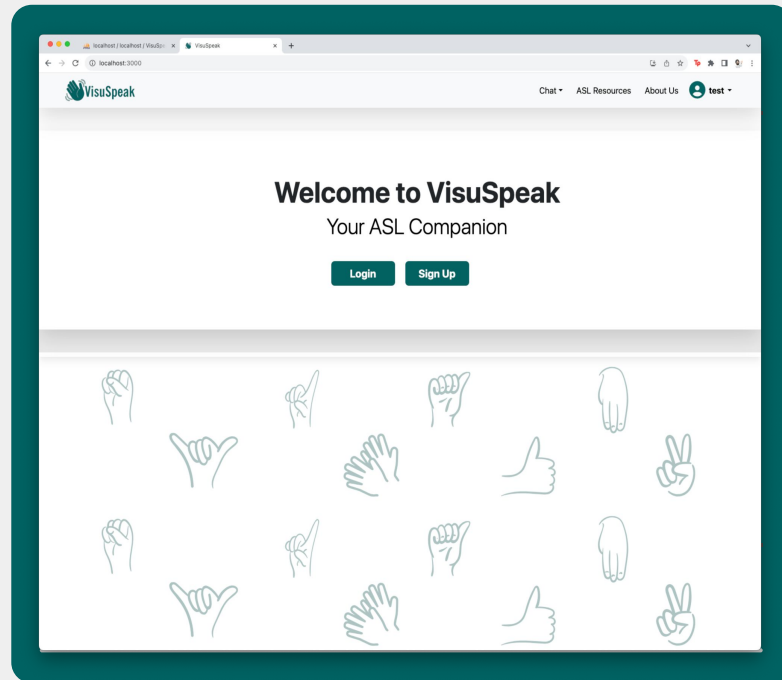 localhost / localhost / VisuSpe
VisuSpeak
localhost:3000
VisuSpeak
Chat
ASL Resources
About Us
test
Welcome to VisuSpeak
Your ASL Companion
Login
Sign Up